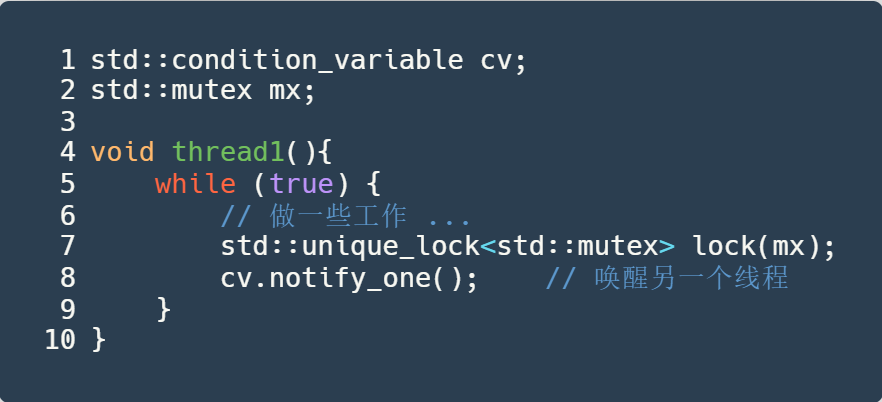 1 std::condition_variable cv;
2 std::mutex mx;
3
4 void thread1(){
5     while (true) {
6         // 做一些工作 ...
7         std::unique_lock<std::mutex> lock(mx);
8         cv.notify_one();    // 唤醒另一个线程
9     }
10 }